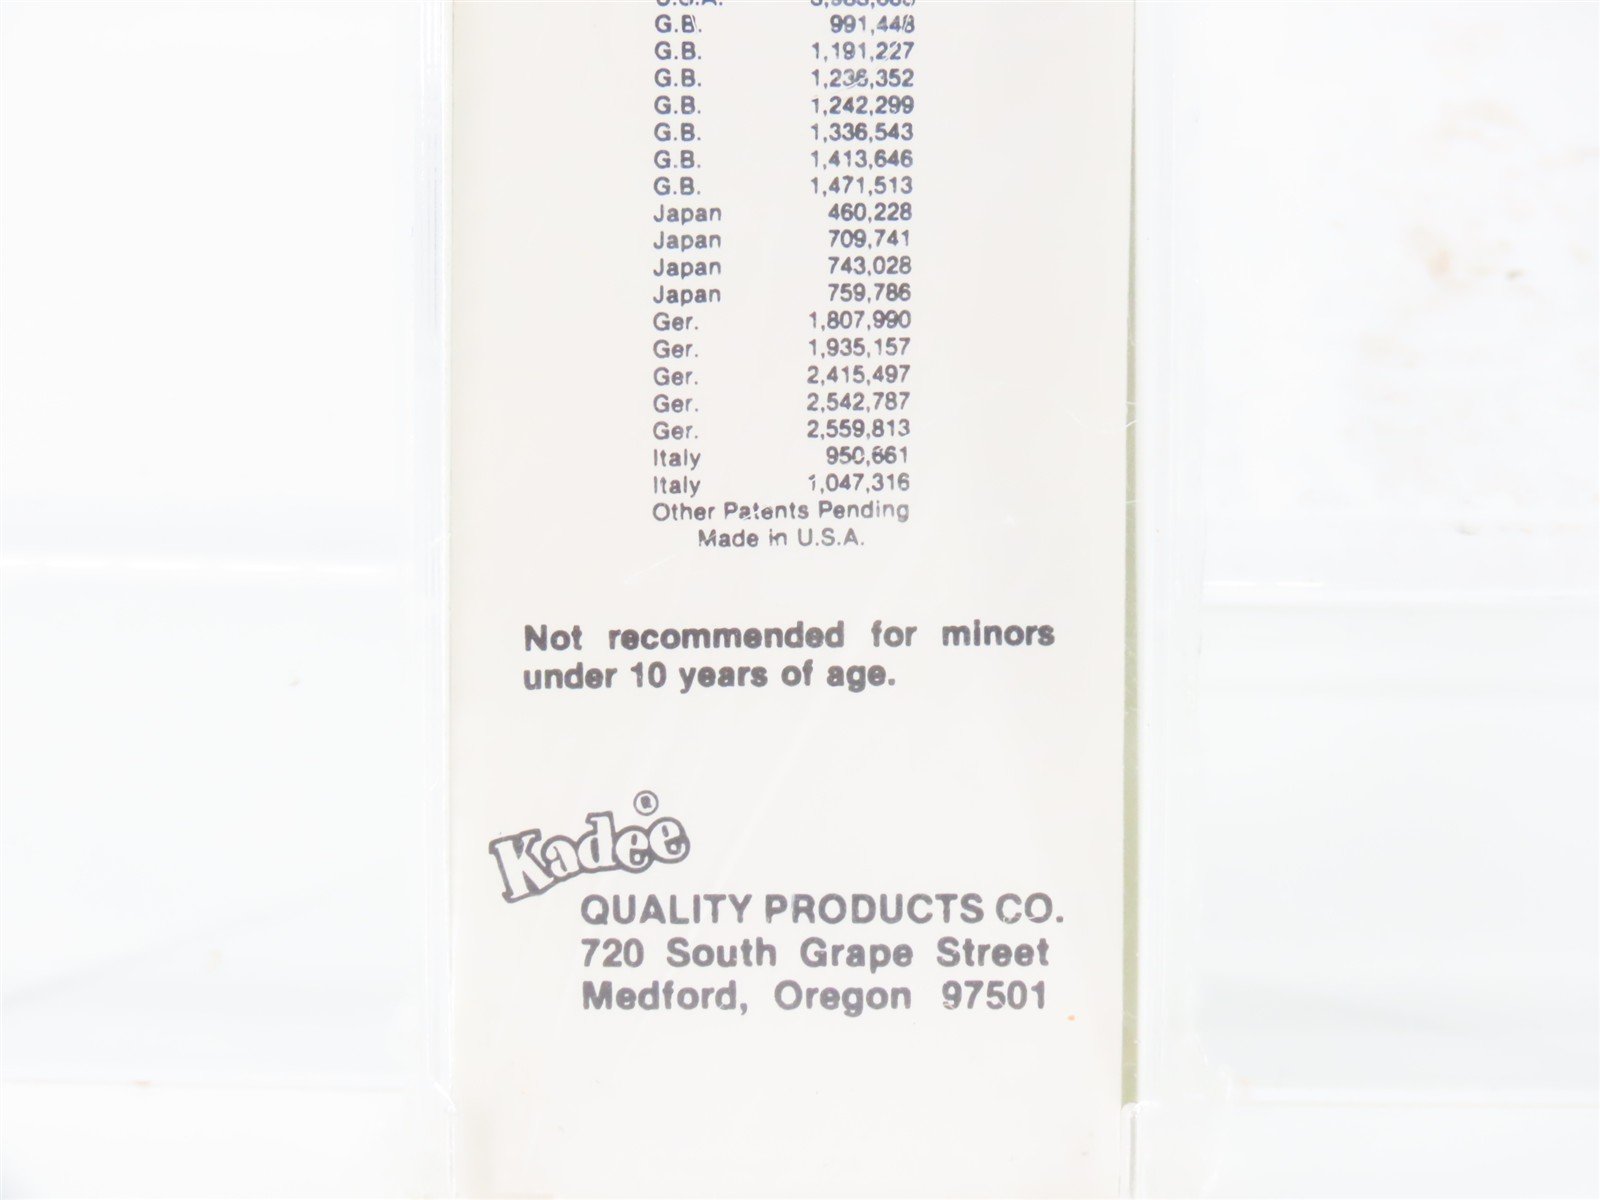 G.B. 991,448
G.B. 1,191,227
G.B. 1,236,352
G.B. 1,242,299
G.B. 1,336,543
G.B. 1,413,646
G.B. 1,471,513
Japan 460,228
Japan 709,741
Japan 743,028
Japan 759,786
Ger. 1,807,990
Ger. 1,935,157
Ger. 2,415,497
Ger. 2,542,787
Ger. 2,559,813
Italy 950,661
Italy 1,047,316
Other Patents Pending
Made in U.S.A.
Not recommended for minors
under 10 years of age.
Kadee ®
QUALITY PRODUCTS CO.
720 South Grape Street
Medford, Oregon 97501